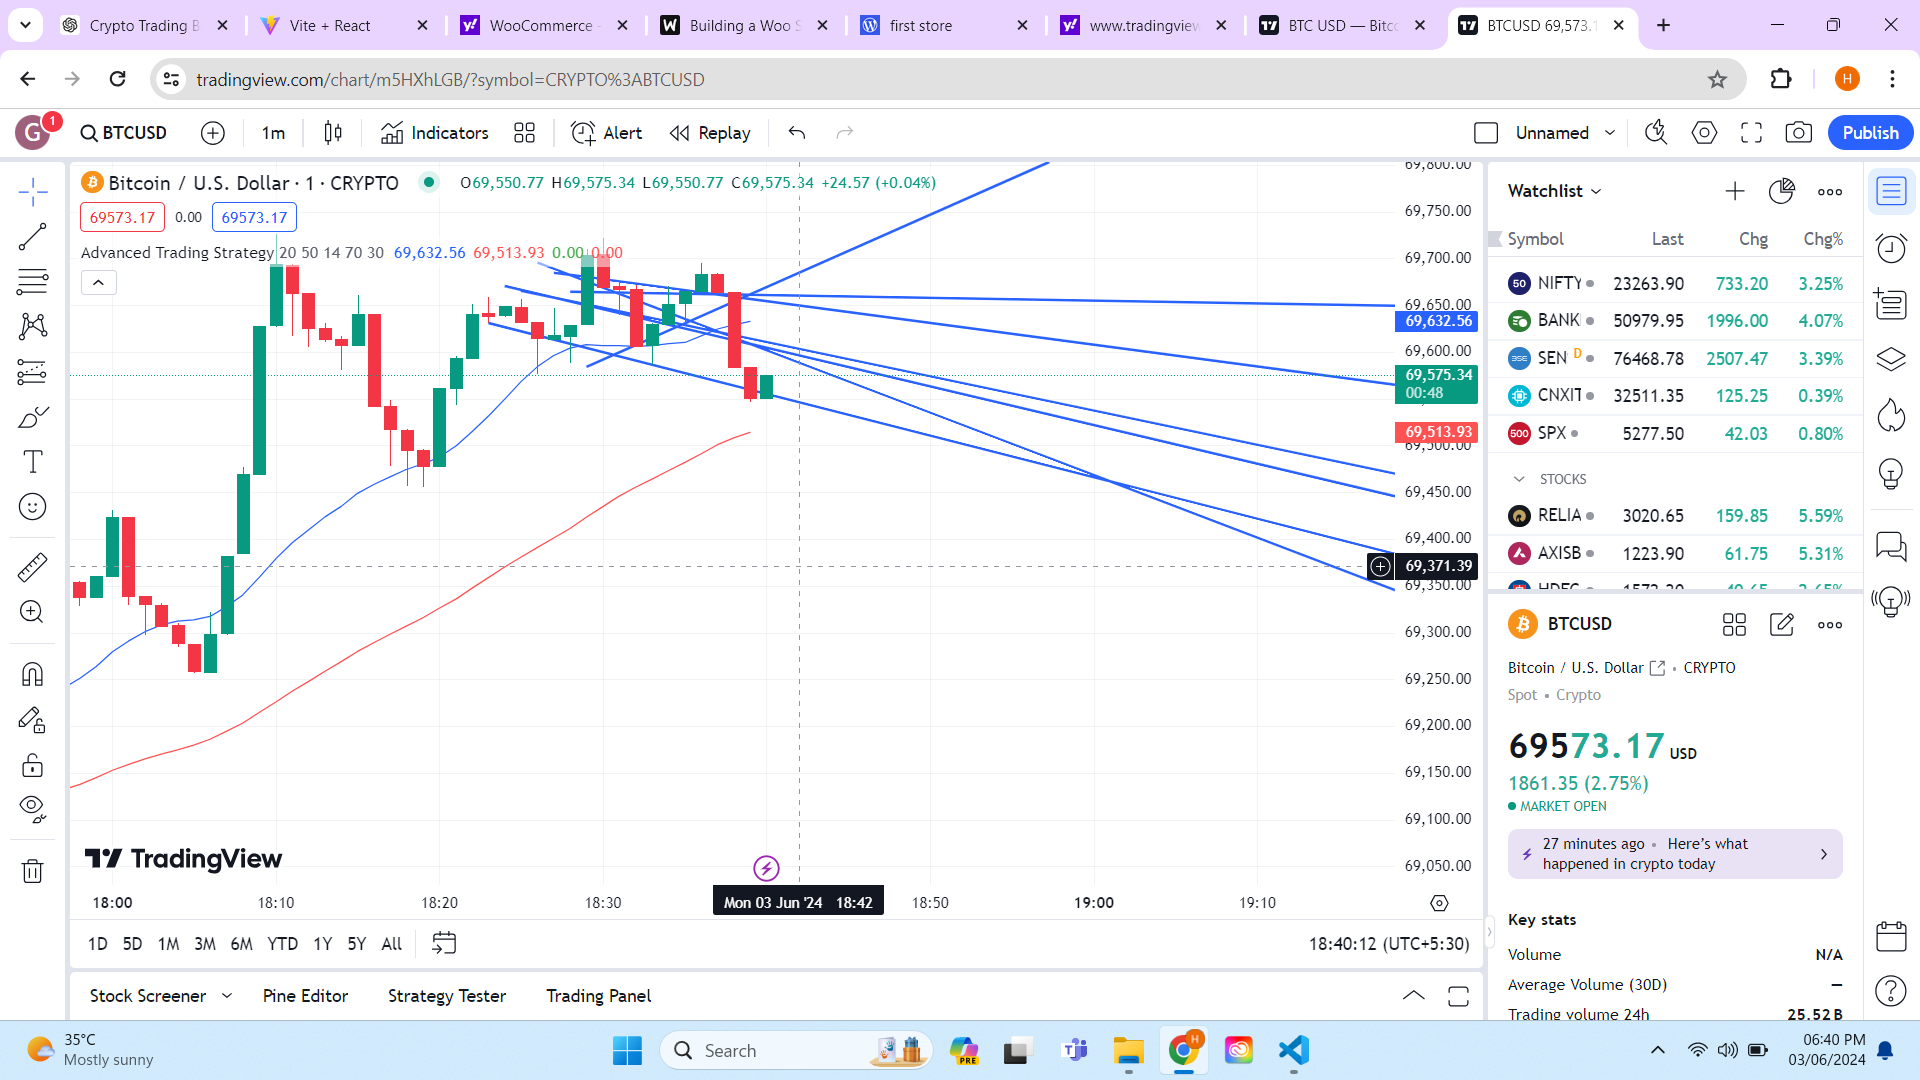 Crypto Trading B
Vite + React
WooCommerce -
Building a Woo S
first store
www.tradingview
BTC USD — Bitco
BTCUSD 69,573.1
tradingview.com/chart/m5HXhLGB/?symbol=CRYPTO%3ABTCUSD
H
G
1
BTCUSD
1m
Indicators
Alert
Replay
Unnamed
Publish
Bitcoin / U.S. Dollar · 1 · CRYPTO
O69,550.77 H69,575.34 L69,550.77 C69,575.34 +24.57 (+0.04%)
69573.17 0.00 69573.17
Advanced Trading Strategy 20 50 14 70 30 69,632.56 69,513.93 0.00 0.00
69,800.00
69,750.00
69,700.00
69,650.00
69,632.56
69,600.00
69,575.34
00:48
69,513.93
69,500.00
69,450.00
69,400.00
69,371.39
69,350.00
69,300.00
69,250.00
69,200.00
69,150.00
69,100.00
69,050.00
TradingView
18:00
18:10
18:20
18:30
Mon 03 Jun '24 18:42
18:50
19:00
19:10
1D 5D 1M 3M 6M YTD 1Y 5Y All
18:40:12 (UTC+5:30)
Stock Screener
Pine Editor
Strategy Tester
Trading Panel
Watchlist
Symbol Last Chg Chg%
50 NIFTY 23263.90 733.20 3.25%
BANKI 50979.95 1996.00 4.07%
SEN D 76468.78 2507.47 3.39%
CNXIT 32511.35 125.25 0.39%
500 SPX 5277.50 42.03 0.80%
STOCKS
RELIA 3020.65 159.85 5.59%
AXISB 1223.90 61.75 5.31%
BTCUSD
Bitcoin / U.S. Dollar • CRYPTO
Spot • Crypto
69573.17 USD
1861.35 (2.75%)
MARKET OPEN
27 minutes ago • Here's what
happened in crypto today
Key stats
Volume N/A
Average Volume (30D) —
Trading volume 24h 25.52B
35°C
Mostly sunny
Search
PRE
06:40 PM
03/06/2024